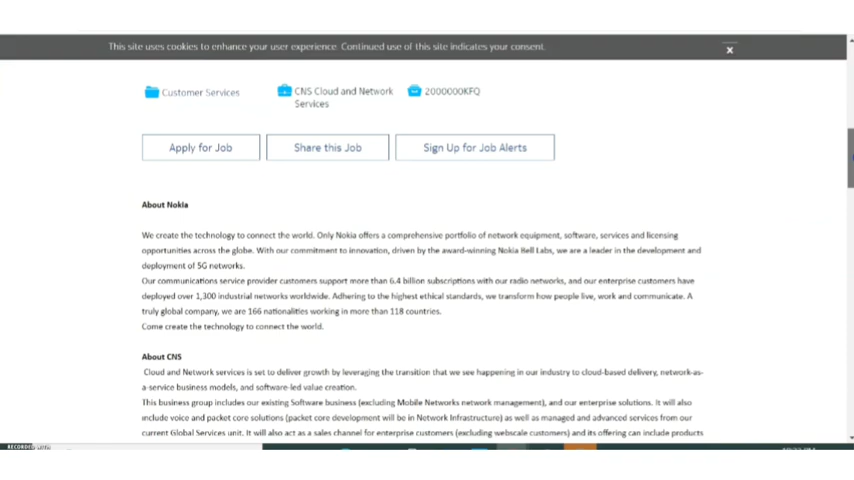 This site uses cookies to enhance your user experience. Continued use of this site indicates your consent.
x
Customer Services
CNS Cloud and Network
Services
2000000KFQ
Apply for Job
Share this Job
Sign Up for Job Alerts
About Nokia
We create the technology to connect the world. Only Nokia offers a comprehensive portfolio of network equipment, software, services and licensing
opportunities across the globe. With our commitment to innovation, driven by the award-winning Nokia Bell Labs, we are a leader in the development and
deployment of 5G networks.
Our communications service provider customers support more than 6.4 billion subscriptions with our radio networks, and our enterprise customers have
deployed over 1,300 industrial networks worldwide. Adhering to the highest ethical standards, we transform how people live, work and communicate. A
truly global company, we are 166 nationalities working in more than 118 countries.
Come create the technology to connect the world.
About CNS
Cloud and Network services is set to deliver growth by leveraging the transition that we see happening in our industry to cloud-based delivery, network-as-
a-service business models, and software-led value creation.
This business group includes our existing Software business (excluding Mobile Networks network management), and our enterprise solutions. It will also
include voice and packet core solutions (packet core development will be in Network Infrastructure) as well as managed and advanced services from our
current Global Services unit. It will also act as a sales channel for enterprise customers (excluding webscale customers) and its offering can include products
RECORDED WITH